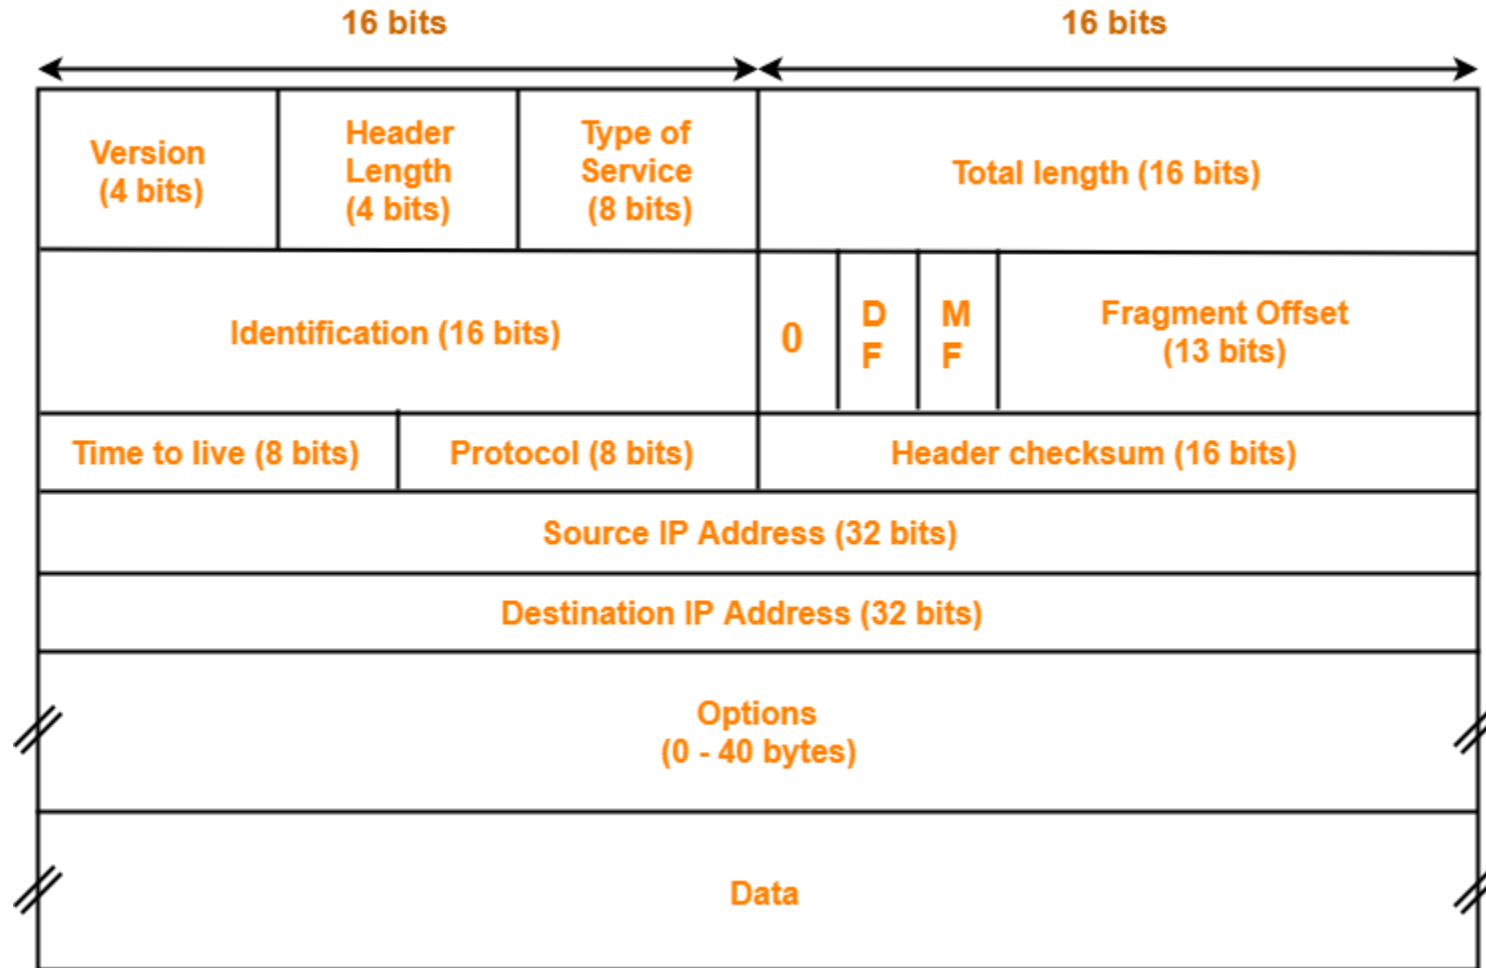 16 bits
16 bits
Version
(4 bits)
Header
Length
(4 bits)
Type of
Service
(8 bits)
Total length (16 bits)
Identification (16 bits)
0
D
F
M
F
Fragment Offset
(13 bits)
Time to live (8 bits)
Protocol (8 bits)
Header checksum (16 bits)
Source IP Address (32 bits)
Destination IP Address (32 bits)
Options
(0 - 40 bytes)
Data